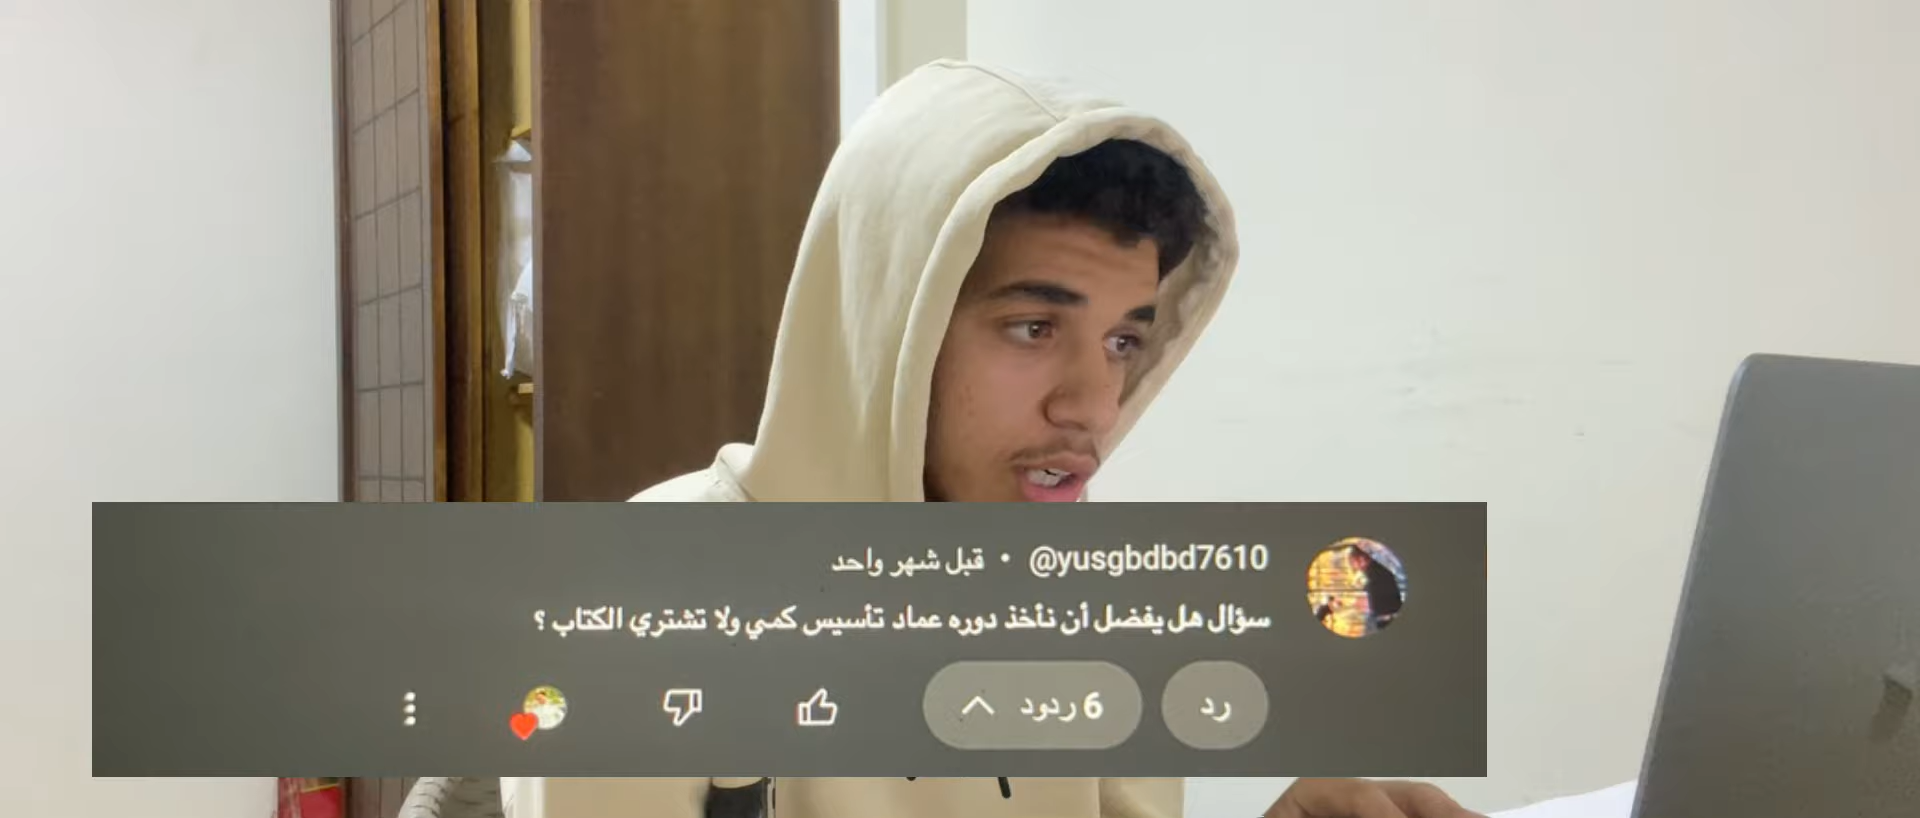 @yusgbdbd7610 • قبل شهر واحد
سؤال هل يفضل أن نأخذ دوره عماد تأسيس كمي ولا تشتري الكتاب ؟
رد
6 ردود